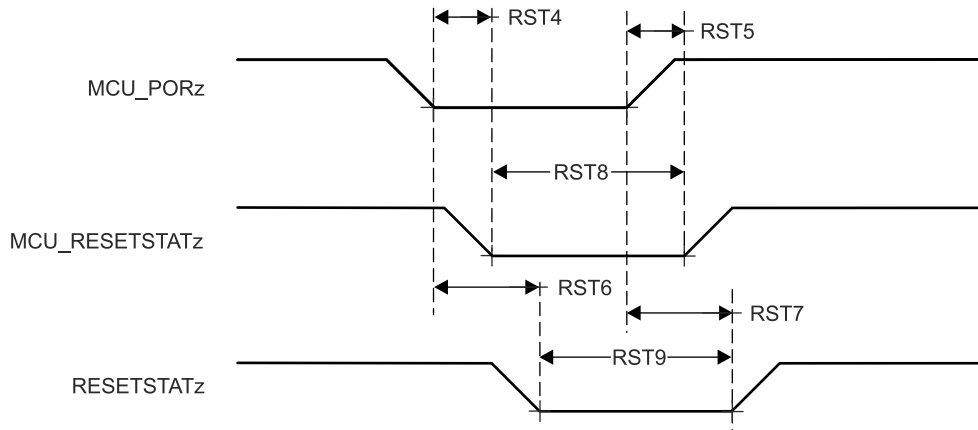 RST4
RST5
MCU_PORz
RST8
MCU_RESETSTATz
RST6
RST7
RST9
RESETSTATz